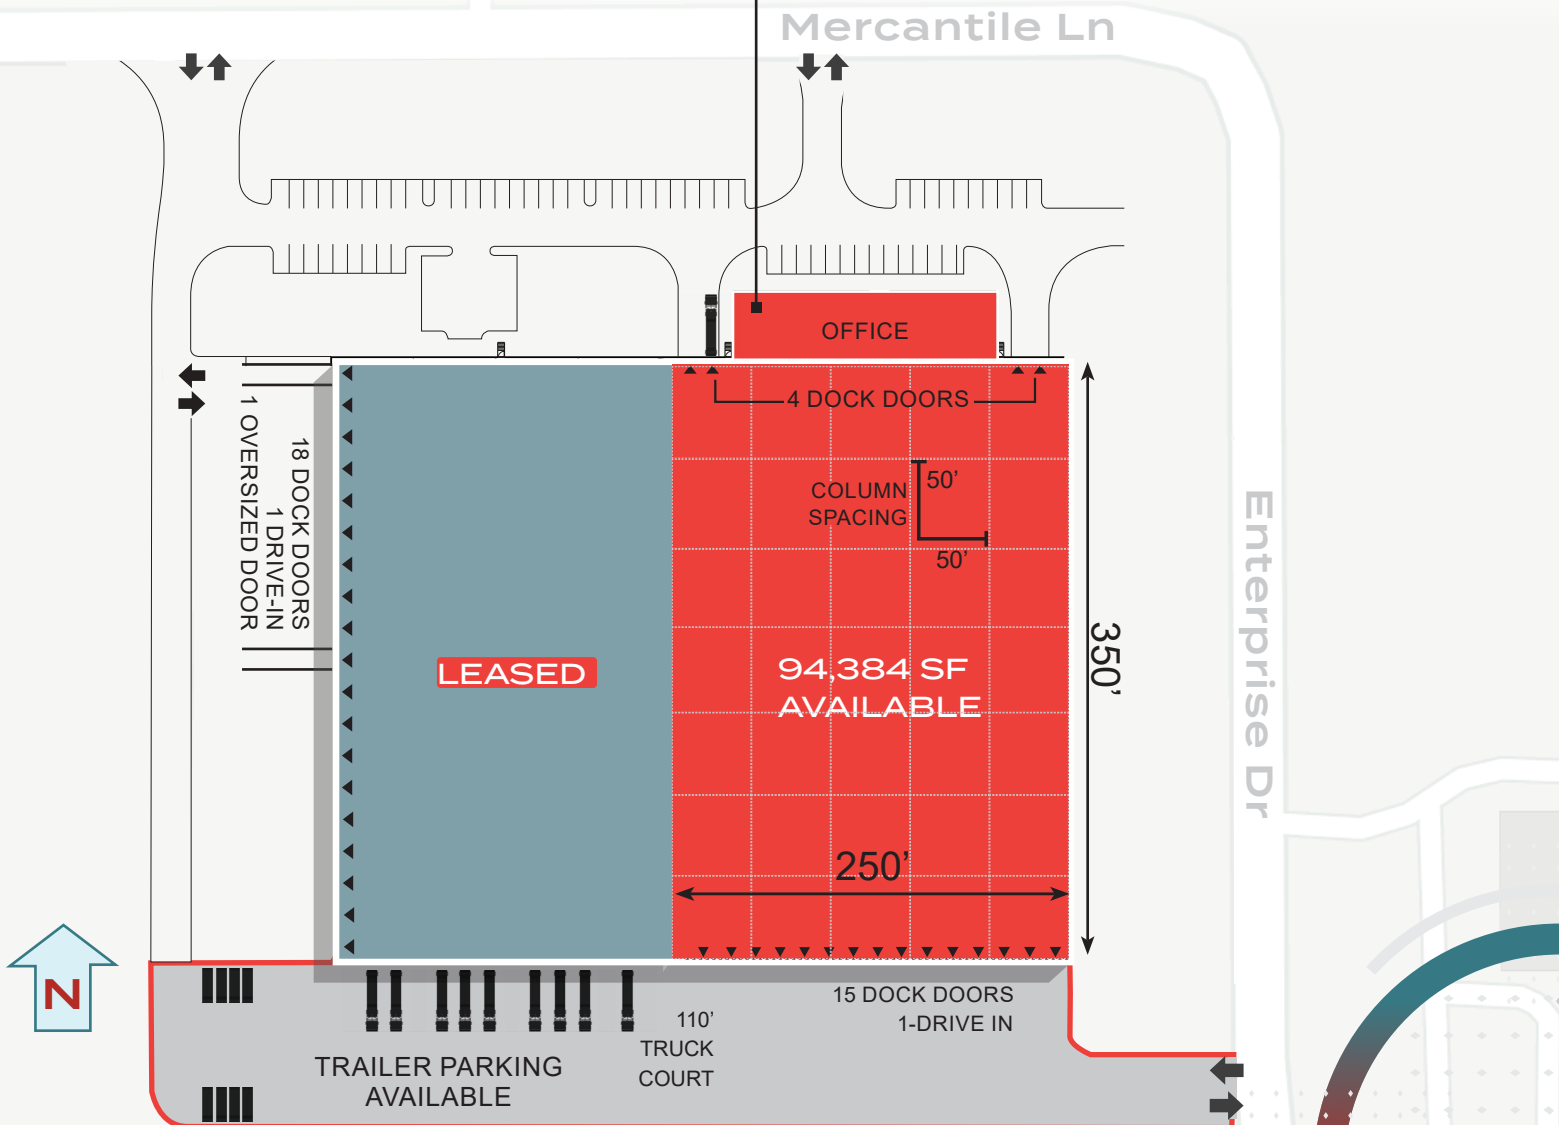 Mercantile Ln
OFFICE
4 DOCK DOORS
COLUMN
SPACING
50'
50'
18 DOCK DOORS
1 DRIVE-IN
1 OVERSIZED DOOR
LEASED
94,384 SF
AVAILABLE
350'
250'
Enterprise Dr
N
15 DOCK DOORS
1-DRIVE IN
110'
TRUCK
COURT
TRAILER PARKING
AVAILABLE